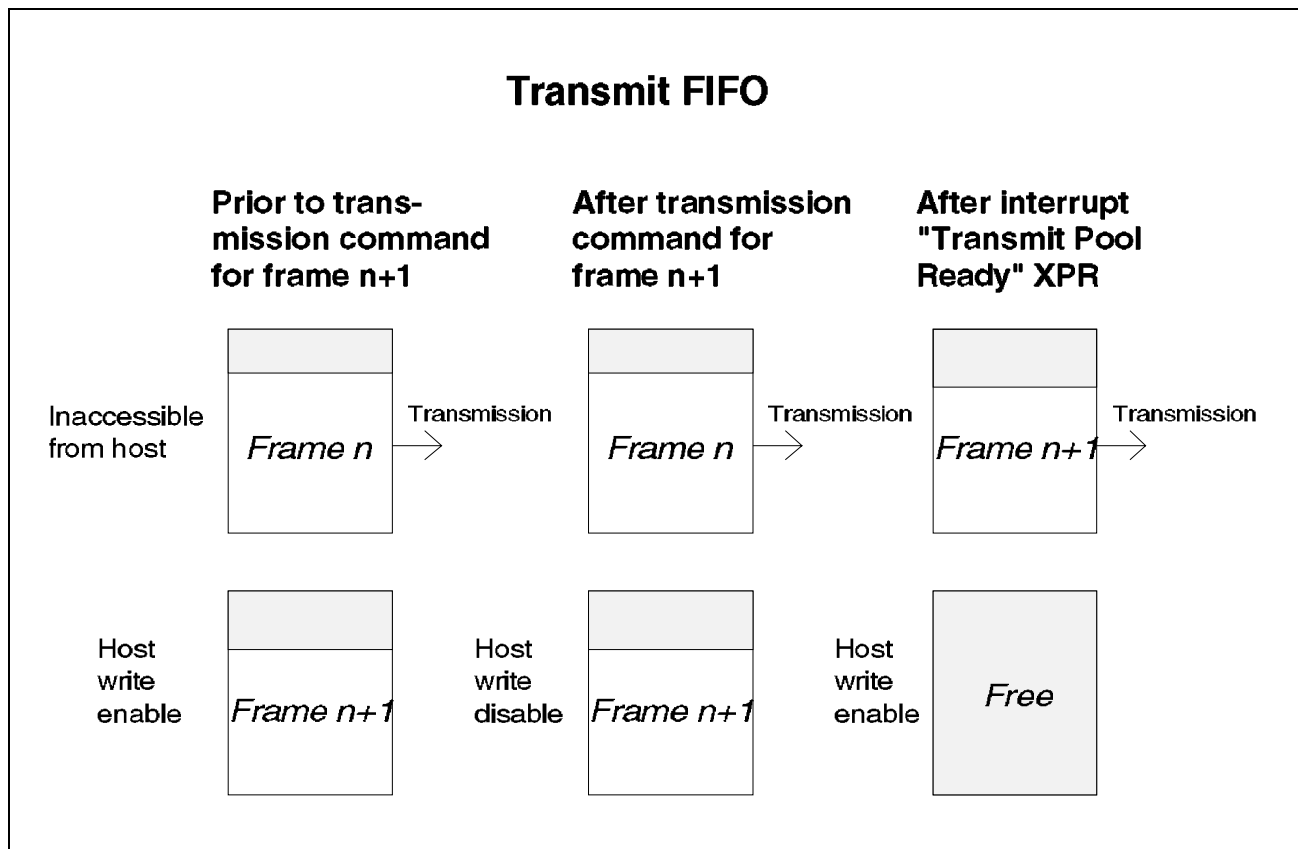 Transmit FIFO
Prior to trans-
mission command
for frame n+1
After transmission
command for
frame n+1
After interrupt
"Transmit Pool
Ready" XPR
Inaccessible
from host
Frame n
Transmission
Frame n
Transmission
Frame n+1
Transmission
Host
write
enable
Frame n+1
Host
write
disable
Frame n+1
Host
write
enable
Free